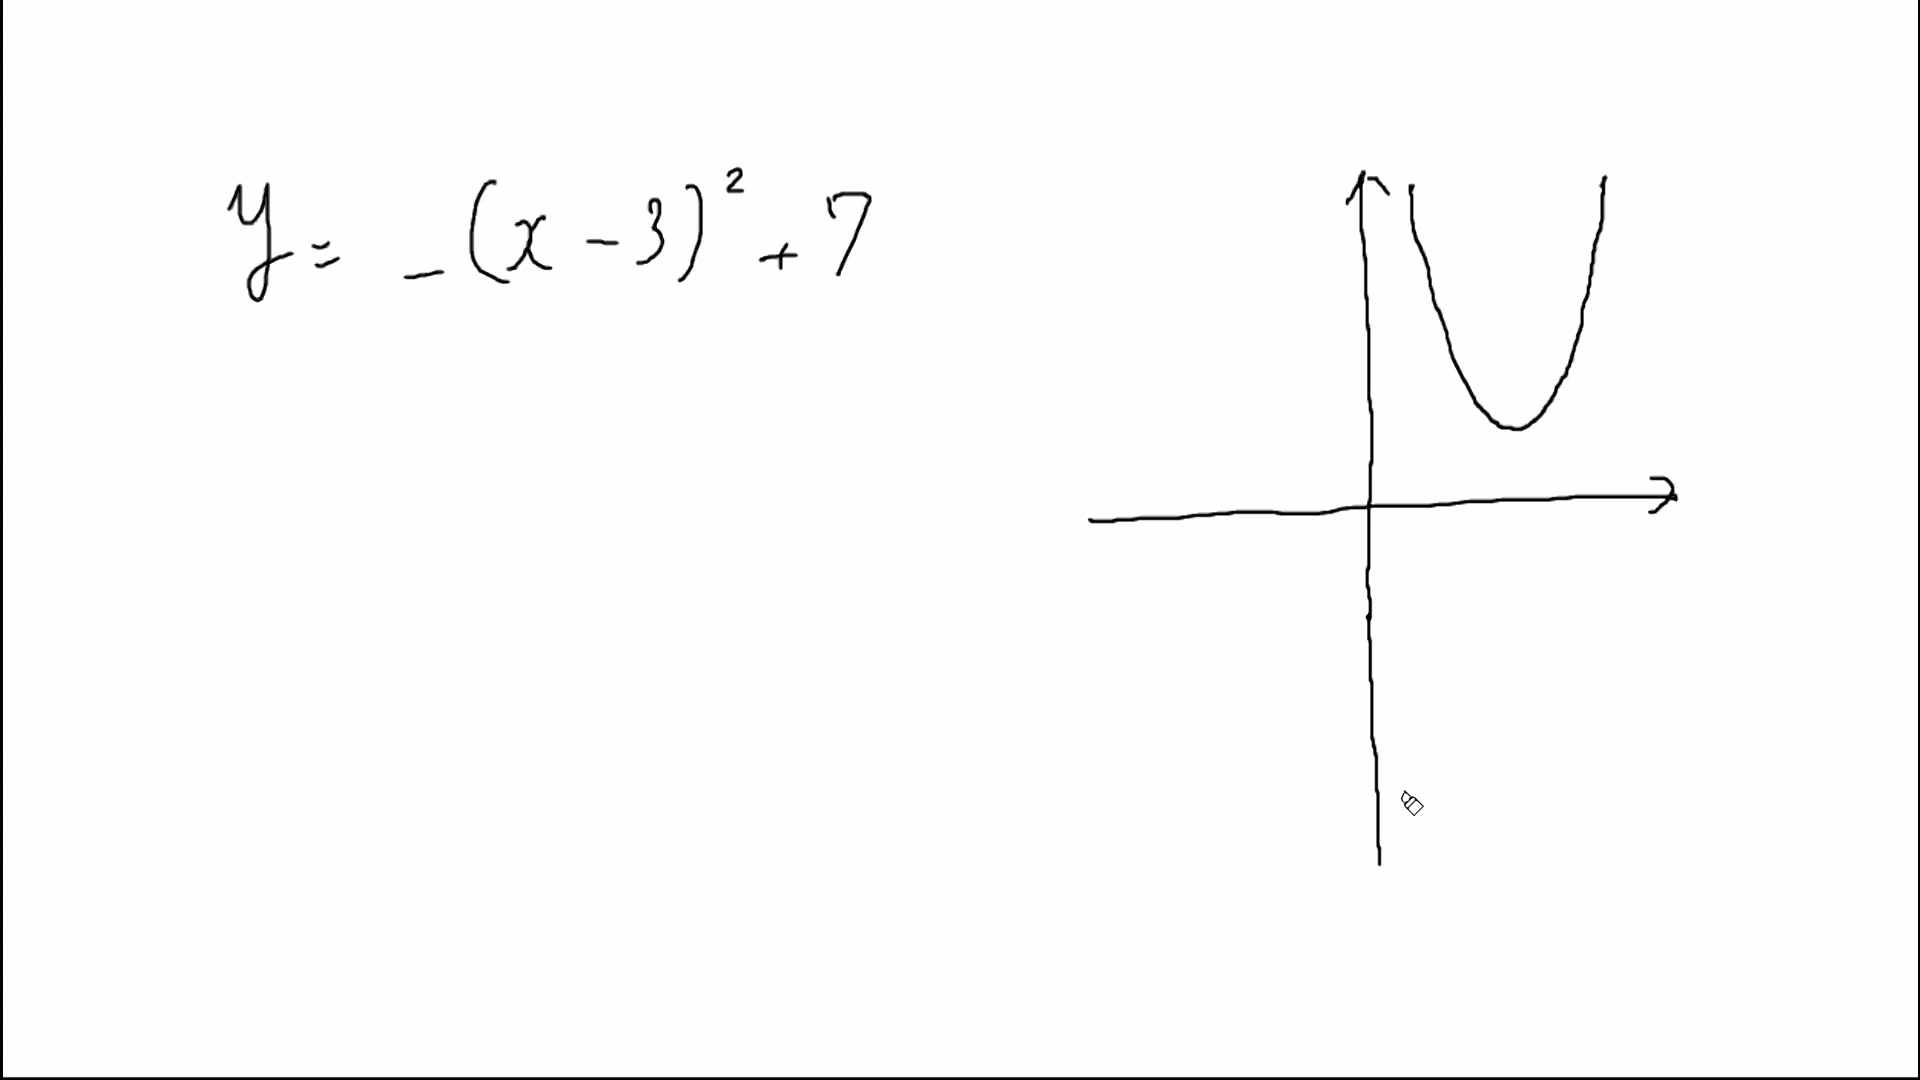 y = -(x - 3)² + 7